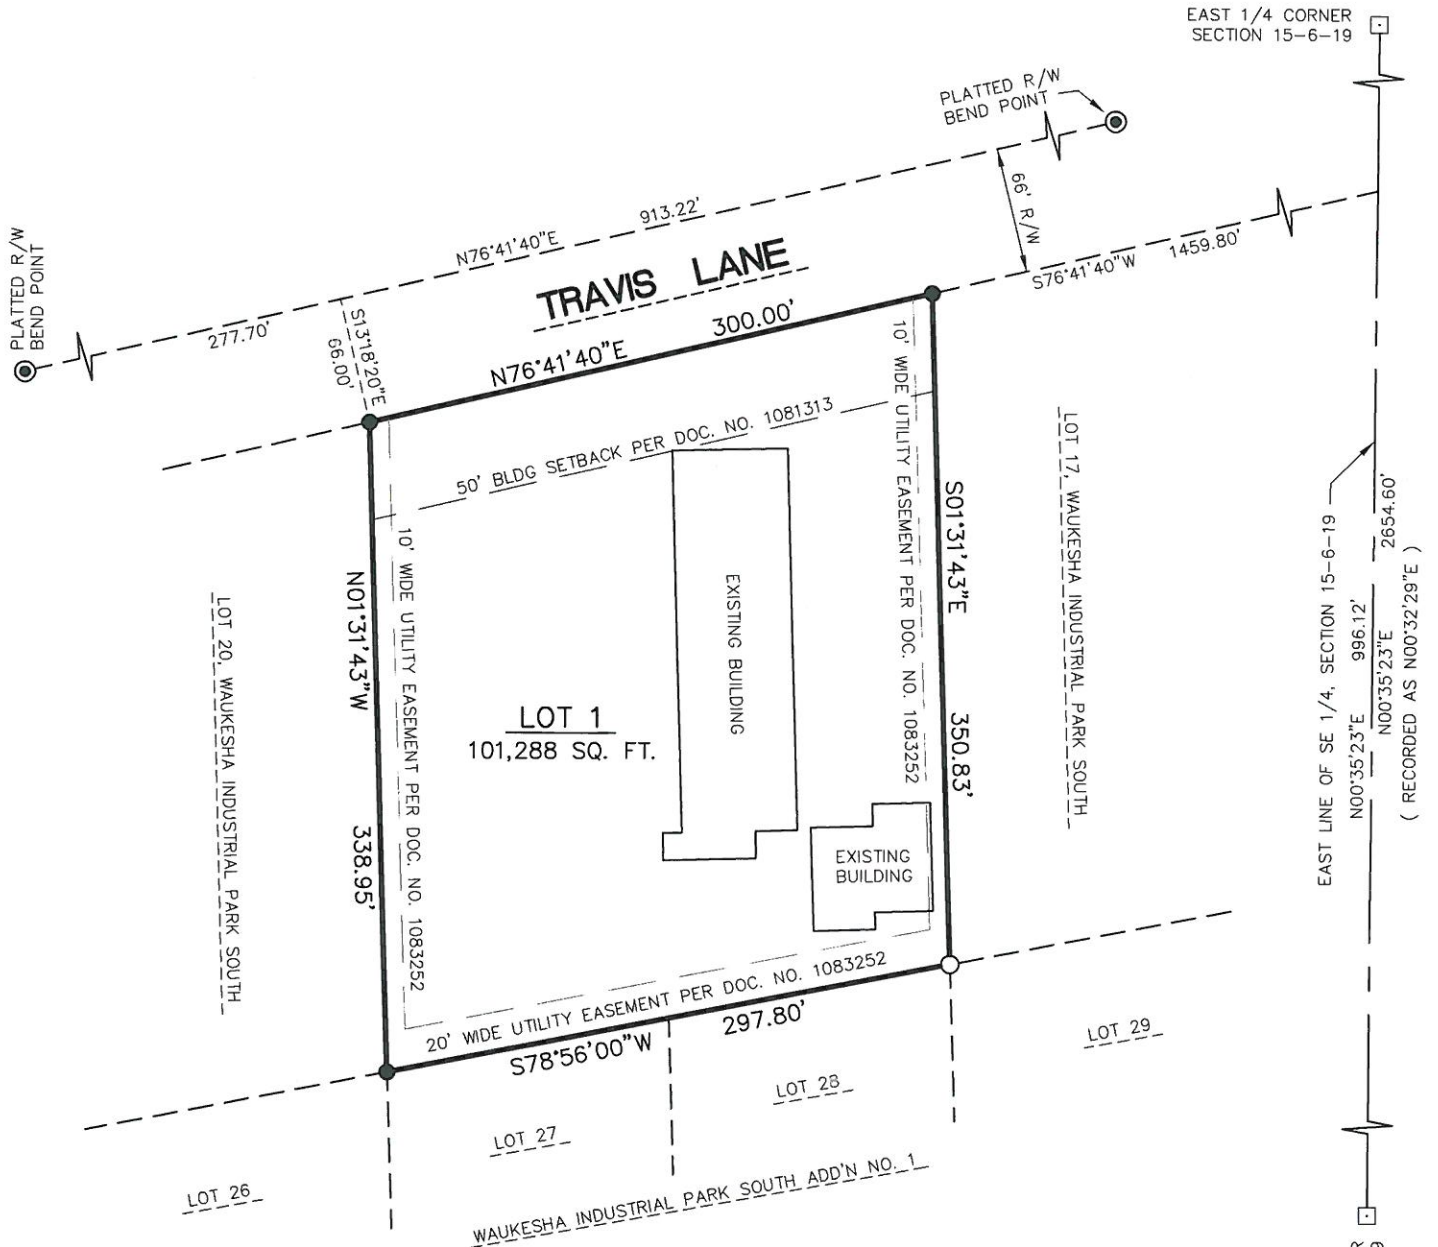 EAST 1/4 CORNER
SECTION 15-6-19
PLATTED R/W
BEND POINT
PLATTED R/W
BEND POINT
N76°41'40"E 913.22'
66' R/W
TRAVIS LANE
S76°41'40"W 1459.80'
277.70'
S13°18'20"E
66.00'
N76°41'40"E 300.00'
50' BLDG SETBACK PER DOC. NO. 1081313
10' WIDE UTILITY EASEMENT PER DOC. NO. 1083252
10' WIDE UTILITY EASEMENT PER DOC. NO. 1083252
N01°31'43"W 338.95'
S01°31'43"E 350.83'
LOT 20, WAUKESHA INDUSTRIAL PARK SOUTH
LOT 17, WAUKESHA INDUSTRIAL PARK SOUTH
EXISTING BUILDING
LOT 1
101,288 SQ. FT.
EXISTING
BUILDING
EAST LINE OF SE 1/4, SECTION 15-6-19
N00°35'23"E 996.12'
N00°35'23"E 2654.60'
( RECORDED AS N00°32'29"E )
20' WIDE UTILITY EASEMENT PER DOC. NO. 1083252
S78°56'00"W 297.80'
LOT 29
LOT 28
LOT 27
LOT 26
WAUKESHA INDUSTRIAL PARK SOUTH ADD'N NO. 1